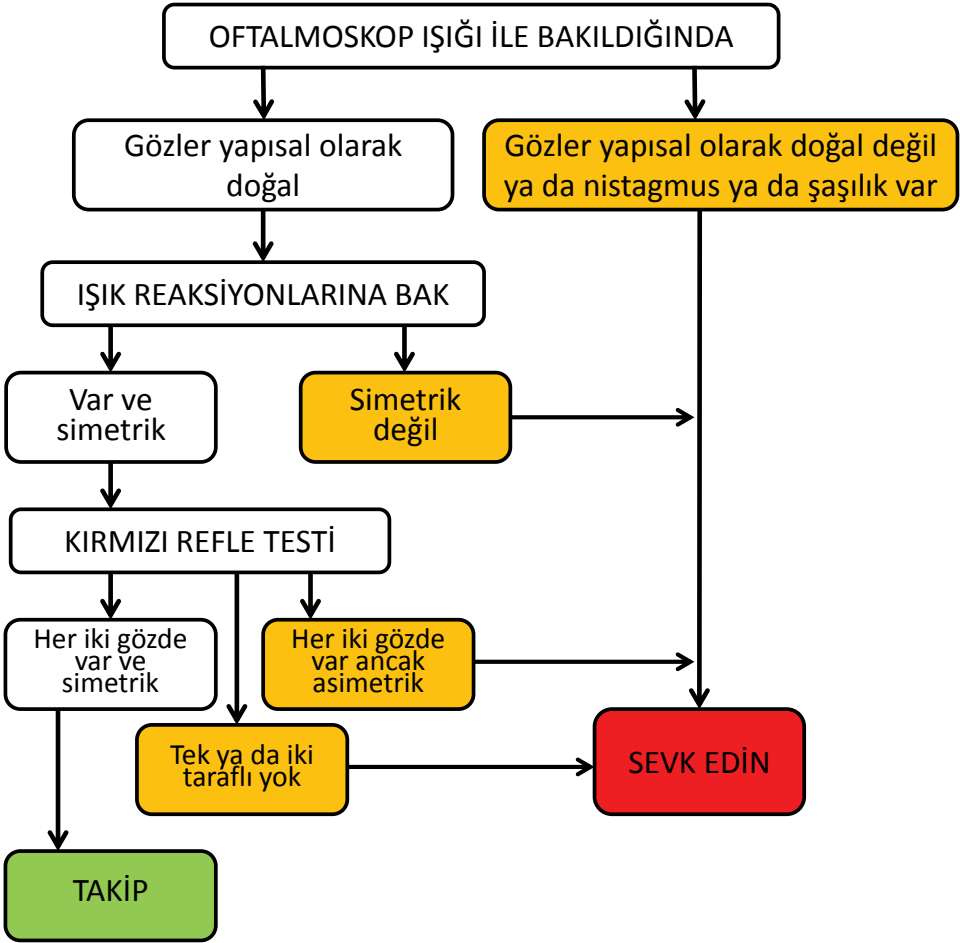 OFTALMOSKOP IŞIĞI İLE BAKILDIĞINDA
Gözler yapısal olarak
doğal
Gözler yapısal olarak doğal değil
ya da nistagmus ya da şaşılık var
IŞIK REAKSİYONLARINA BAK
Var ve
simetrik
Simetrik
değil
KIRMIZI REFLE TESTİ
Her iki gözde
var ve
simetrik
Her iki gözde
var ancak
asimetrik
Tek ya da iki
taraflı yok
SEVK EDİN
TAKİP